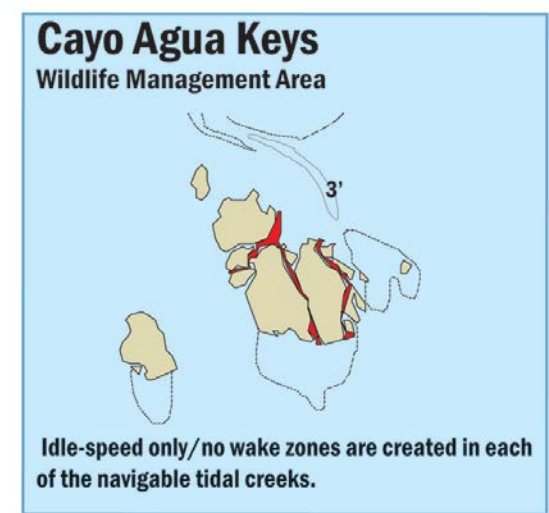 Cayo Agua Keys
Wildlife Management Area
3’
Idle-speed only/no wake zones are created in each
of the navigable tidal creeks.